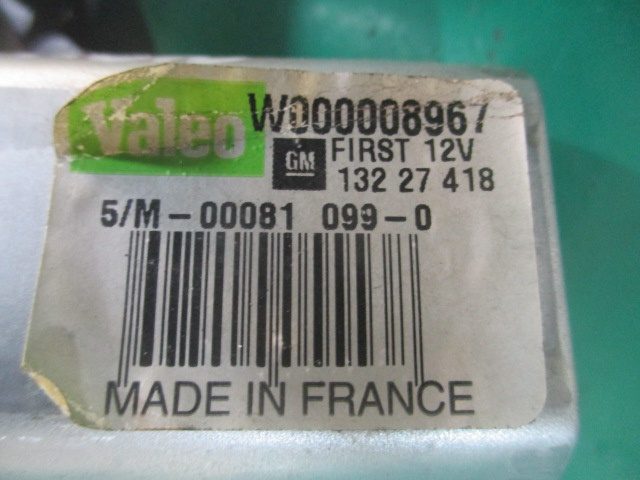 Valeo W000008967
GM FIRST 12V
132 27 418
5/M-00081 099-0
MADE IN FRANCE